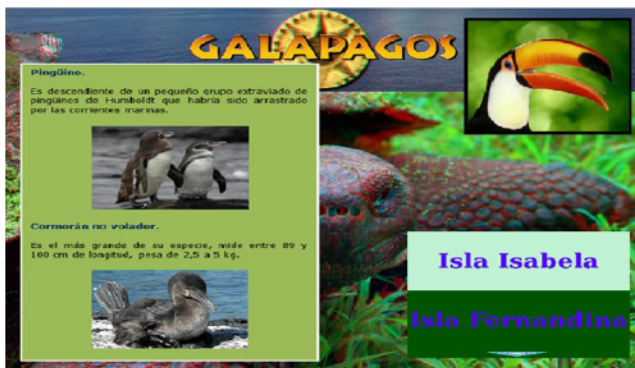 GALAPAGOS
Pingüino.
Es descendiente de un pequeño grupo extraviado de
pingüinos de Humboldt que habría sido arrastrado
por las corrientes marinas.
Cormorán no volador.
Es el más grande de su especie, mide entre 89 y
100 cm de longitud, pesa de 2,5 a 5 kg.
Isla Isabela
Isla Fernandina